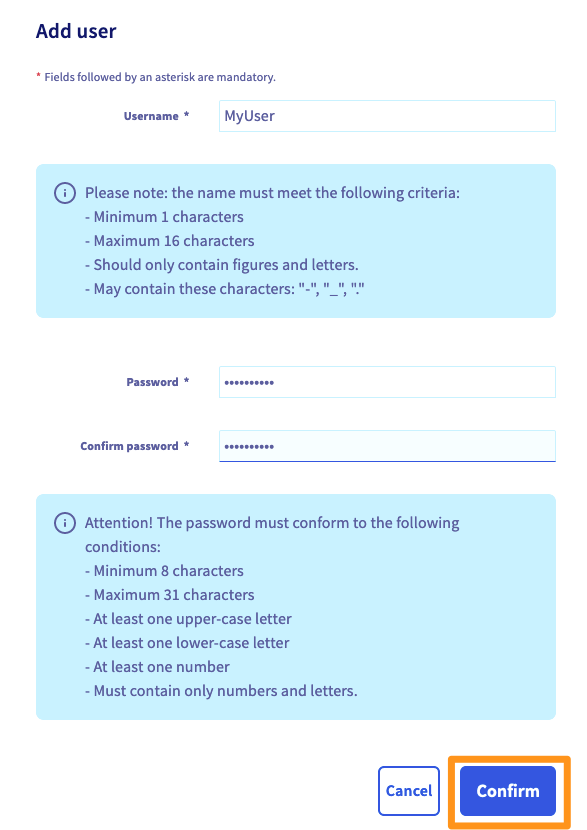 Add user
* Fields followed by an asterisk are mandatory.
Username *
MyUser
Please note: the name must meet the following criteria:
- Minimum 1 characters
- Maximum 16 characters
- Should only contain figures and letters.
- May contain these characters: "-", "_", "."
Password *
••••••••••
Confirm password *
••••••••••
Attention! The password must conform to the following
conditions:
- Minimum 8 characters
- Maximum 31 characters
- At least one upper-case letter
- At least one lower-case letter
- At least one number
- Must contain only numbers and letters.
Cancel
Confirm